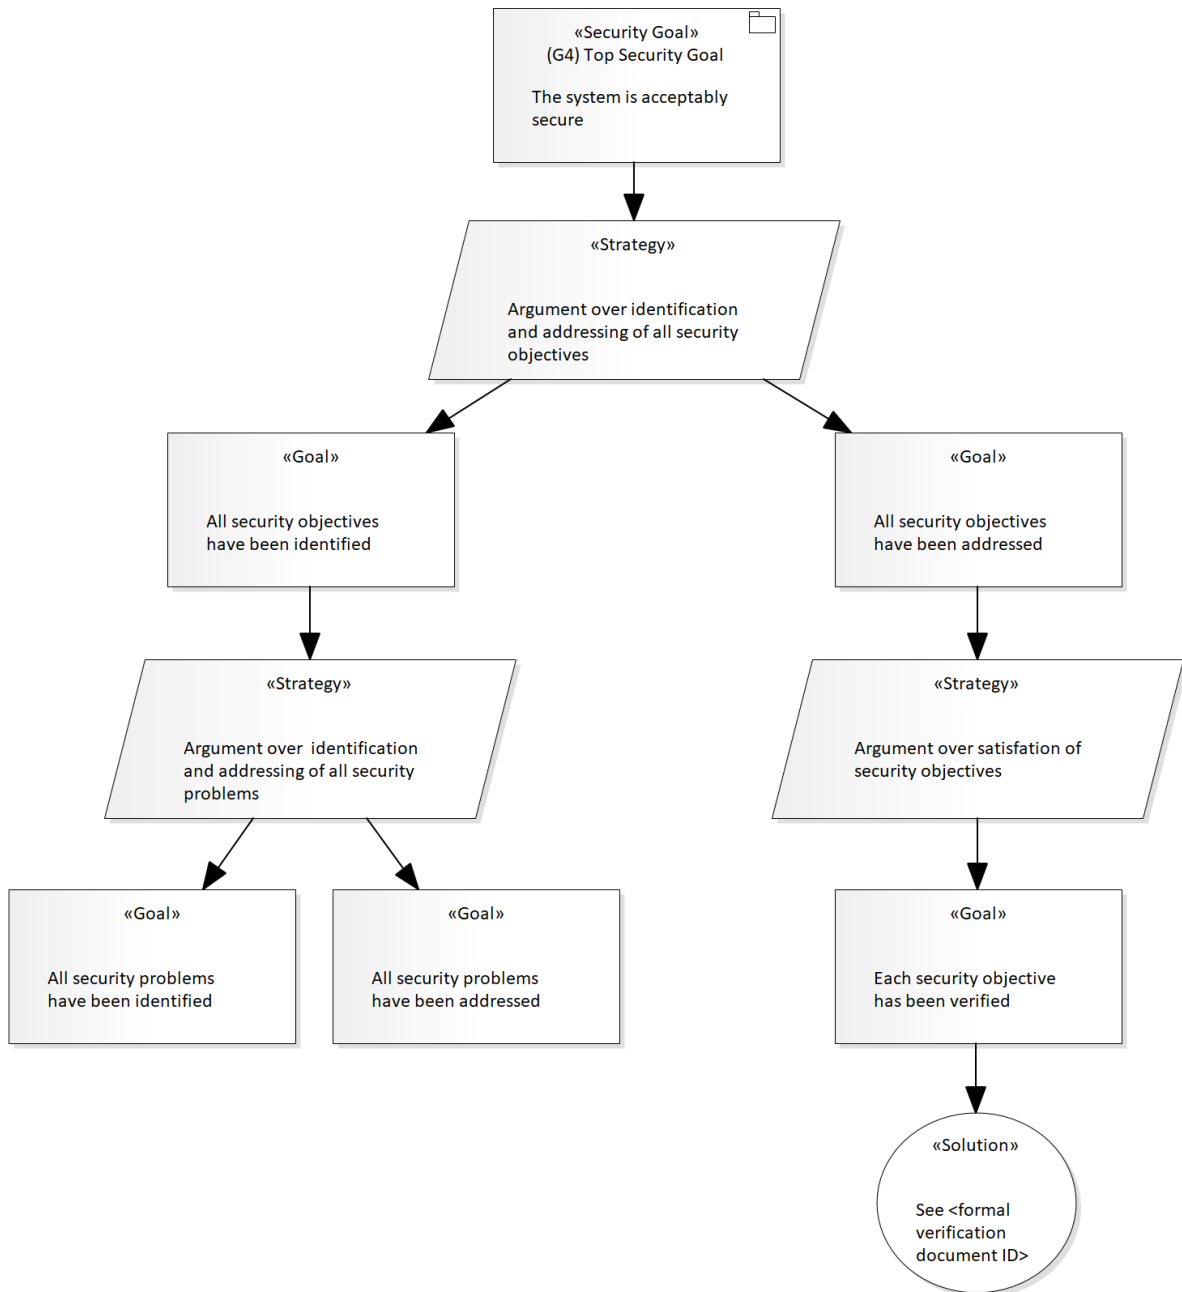 «Security Goal»
(G4) Top Security Goal
The system is acceptably
secure
«Strategy»
Argument over identification
and addressing of all security
objectives
«Goal»
All security objectives
have been identified
«Goal»
All security objectives
have been addressed
«Strategy»
Argument over  identification
and addressing of all security
problems
«Strategy»
Argument over satisfation of
security objectives
«Goal»
All security problems
have been identified
«Goal»
All security problems
have been addressed
«Goal»
Each security objective
has been verified
«Solution»
See <formal
verification
document ID>